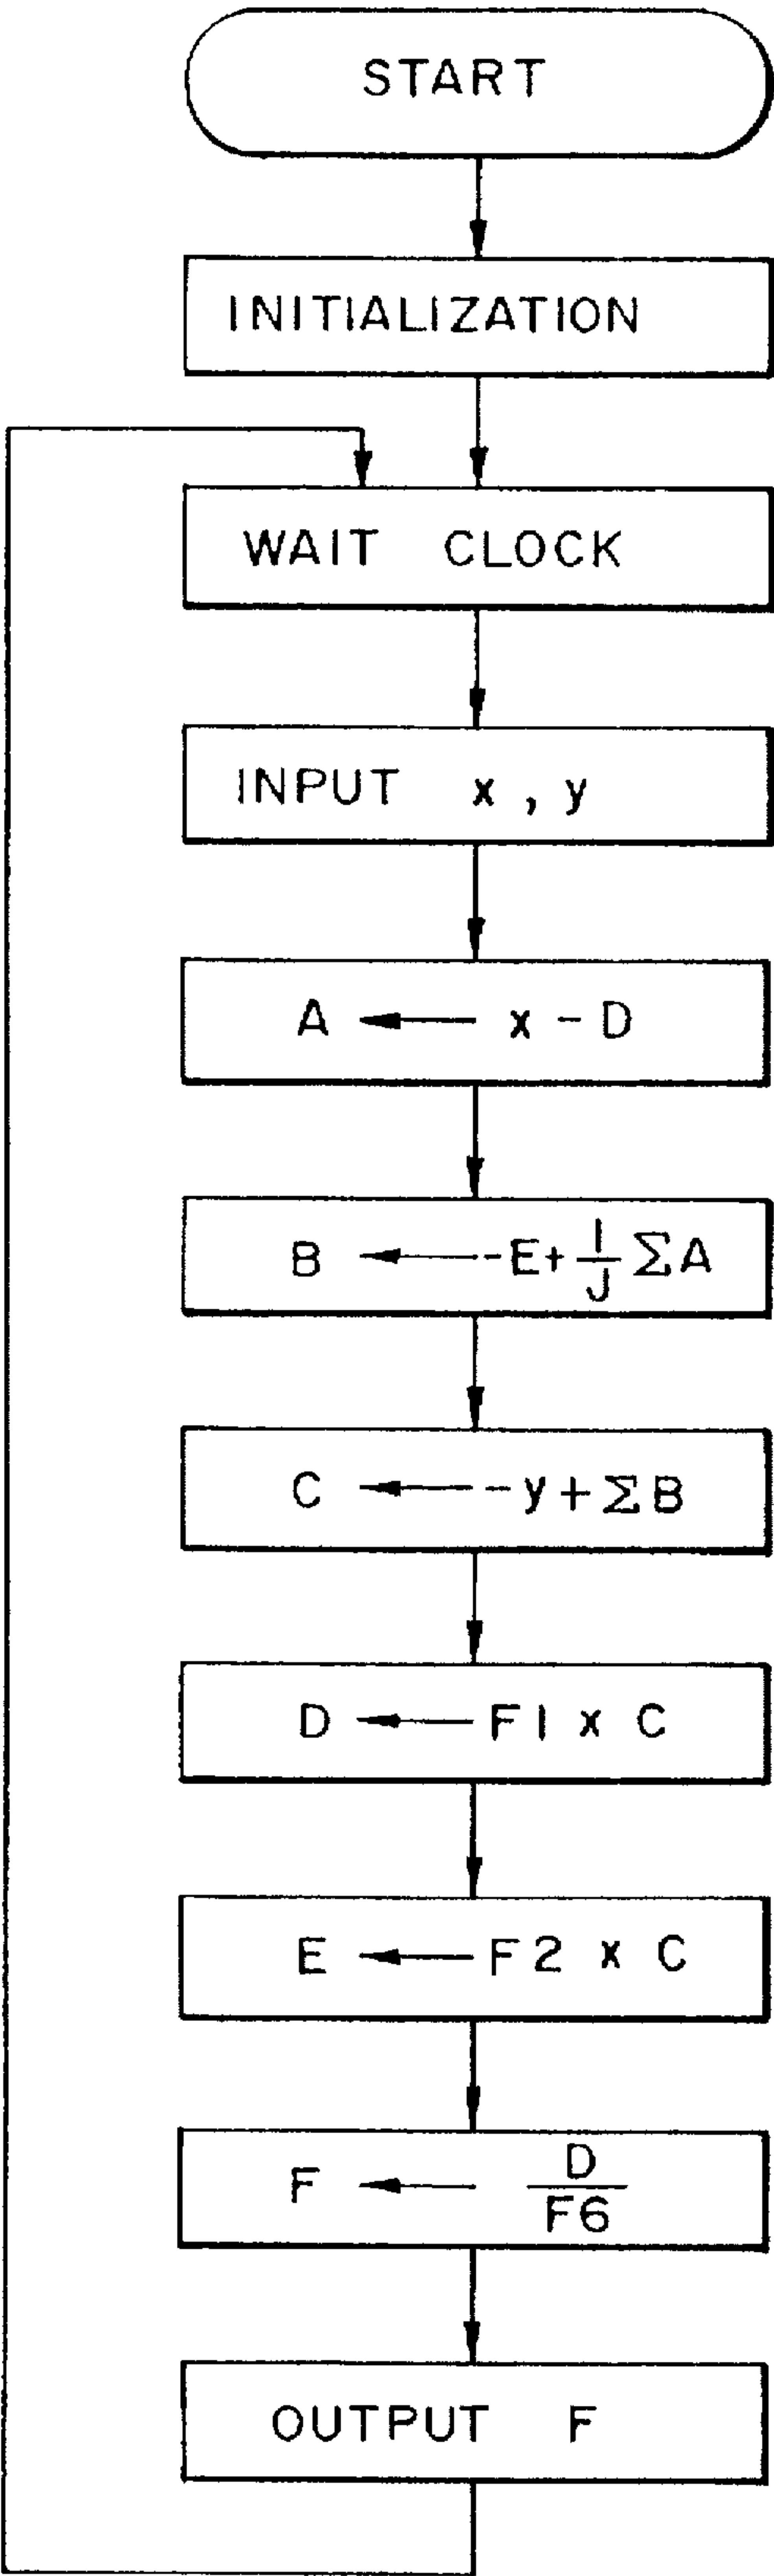 START
INITIALIZATION
WAIT CLOCK
INPUT x , y
A ← x - D
B ← -E+ 1/J ΣA
C ← -y+ΣB
D ← F1 x C
E ← F2 x C
F ← D/F6
OUTPUT F